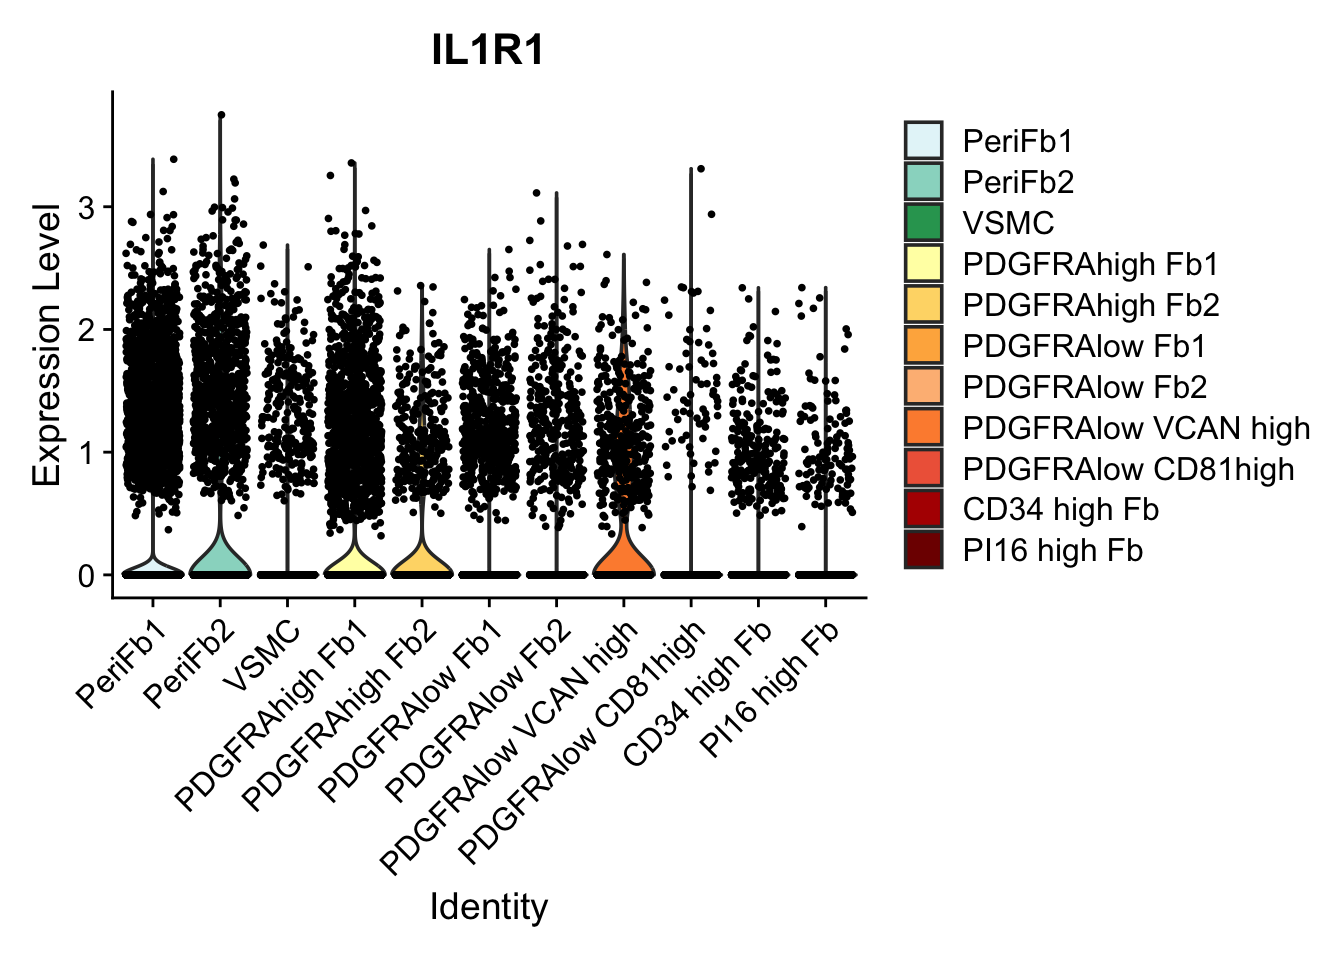 IL1R1
Expression Level
3
2
1
0
PeriFb1
PeriFb2
VSMC
PDGFRAhigh Fb1
PDGFRAhigh Fb2
PDGFRAlow Fb1
PDGFRAlow Fb2
PDGFRAlow VCAN high
PDGFRAlow CD81high
CD34 high Fb
PI16 high Fb
Identity
PeriFb1
PeriFb2
VSMC
PDGFRAhigh Fb1
PDGFRAhigh Fb2
PDGFRAlow Fb1
PDGFRAlow Fb2
PDGFRAlow VCAN high
PDGFRAlow CD81high
CD34 high Fb
PI16 high Fb